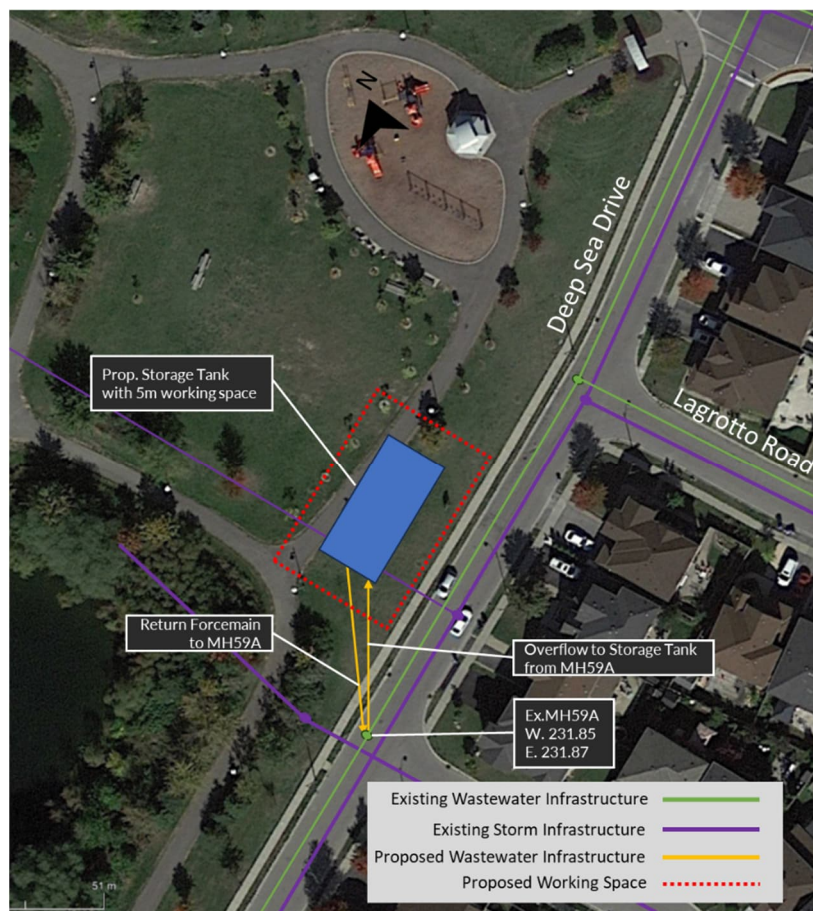 N
Deep Sea Drive
Lagrotto Road
Prop. Storage Tank
with 5m working space
Return Forcemain
to MH59A
Overflow to Storage Tank
from MH59A
Ex.MH59A
W. 231.85
E. 231.87
Existing Wastewater Infrastructure
Existing Storm Infrastructure
Proposed Wastewater Infrastructure
Proposed Working Space
51 m